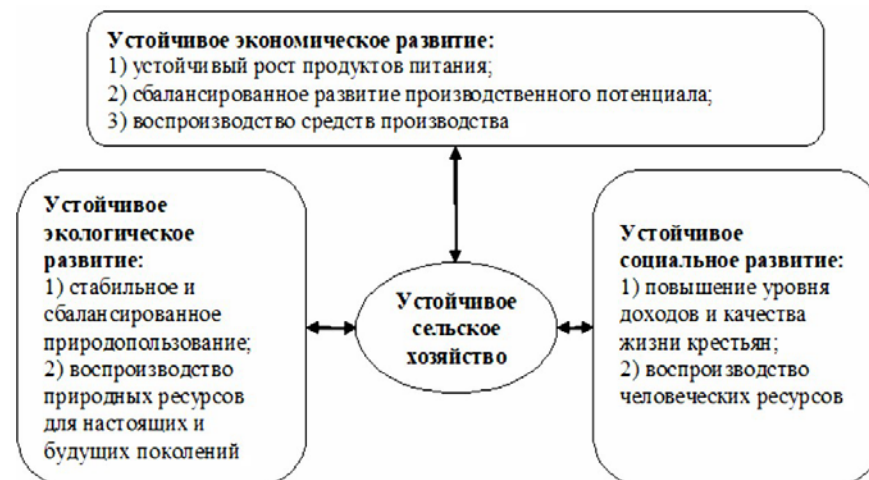 Устойчивое экономическое развитие:
1) устойчивый рост продуктов питания;
2) сбалансированное развитие производственного потенциала;
3) воспроизводство средств производства
Устойчивое
экологическое
развитие:
1) стабильное и
сбалансированное
природопользование;
2) воспроизводство
природных ресурсов
для настоящих и
будущих поколений
Устойчивое
сельское
хозяйство
Устойчивое
социальное развитие:
1) повышение уровня
доходов и качества
жизни крестьян;
2) воспроизводство
человеческих ресурсов